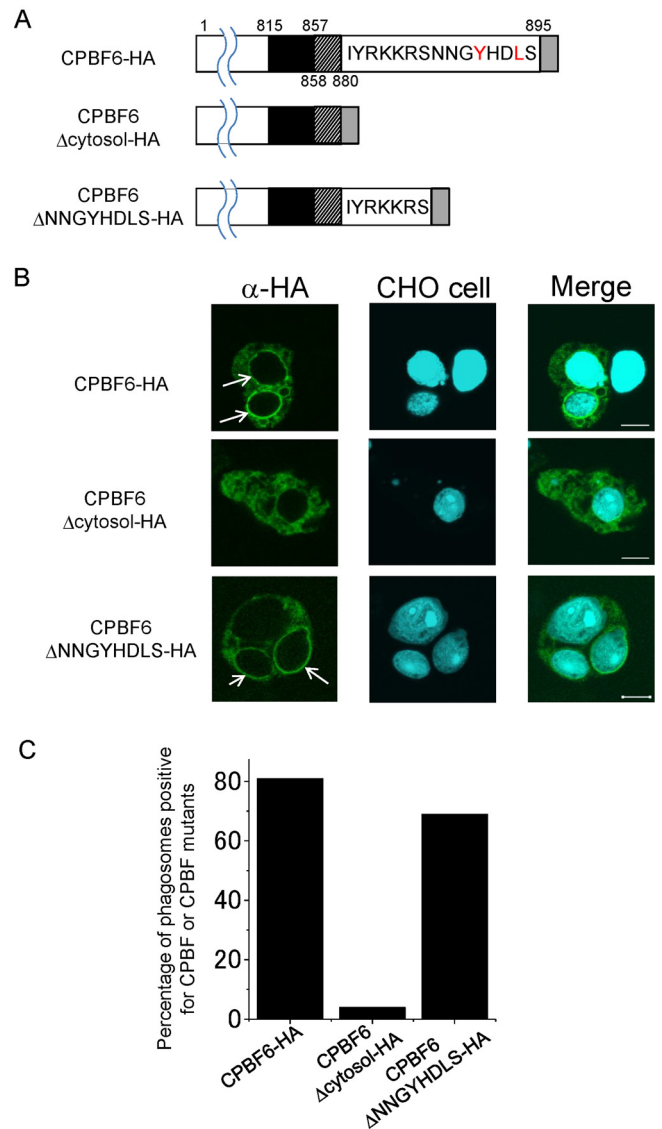 A
1 815 857 895
CPBF6-HA
IYRKKRSNNGYHDLS
858 880
CPBF6
Δcytosol-HA
CPBF6
ΔNNGYHDLS-HA
IYRKKRS
B
α-HA CHO cell Merge
CPBF6-HA
CPBF6
Δcytosol-HA
CPBF6
ΔNNGYHDLS-HA
C
Percentage of phagosomes positive
for CPBF or CPBF mutants
80
60
40
20
0
CPBF6-HA
CPBF6
Δcytosol-HA
CPBF6
ΔNNGYHDLS-HA